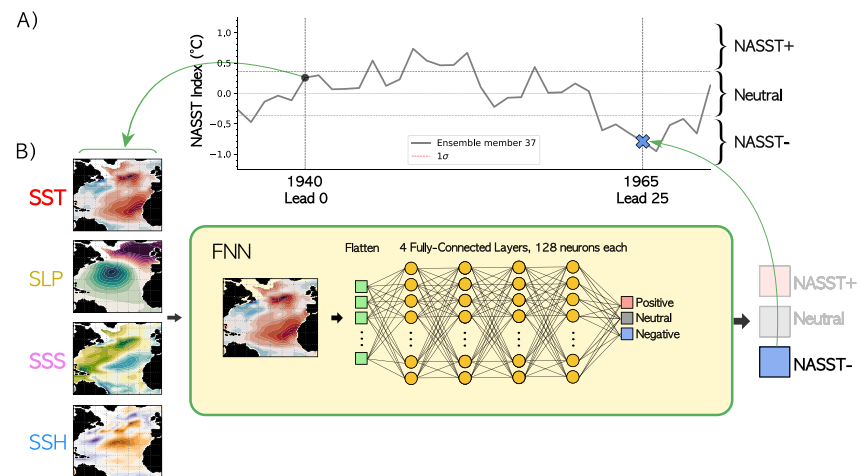 A)
NASST Index (°C)
1.0
0.5
0.0
−0.5
−1.0
Ensemble member 37
1σ
1940
Lead 0
1965
Lead 25
NASST+
Neutral
NASST-
B)
SST
SLP
SSS
SSH
FNN
Flatten
4 Fully-Connected Layers, 128 neurons each
Positive
Neutral
Negative
NASST+
Neutral
NASST-